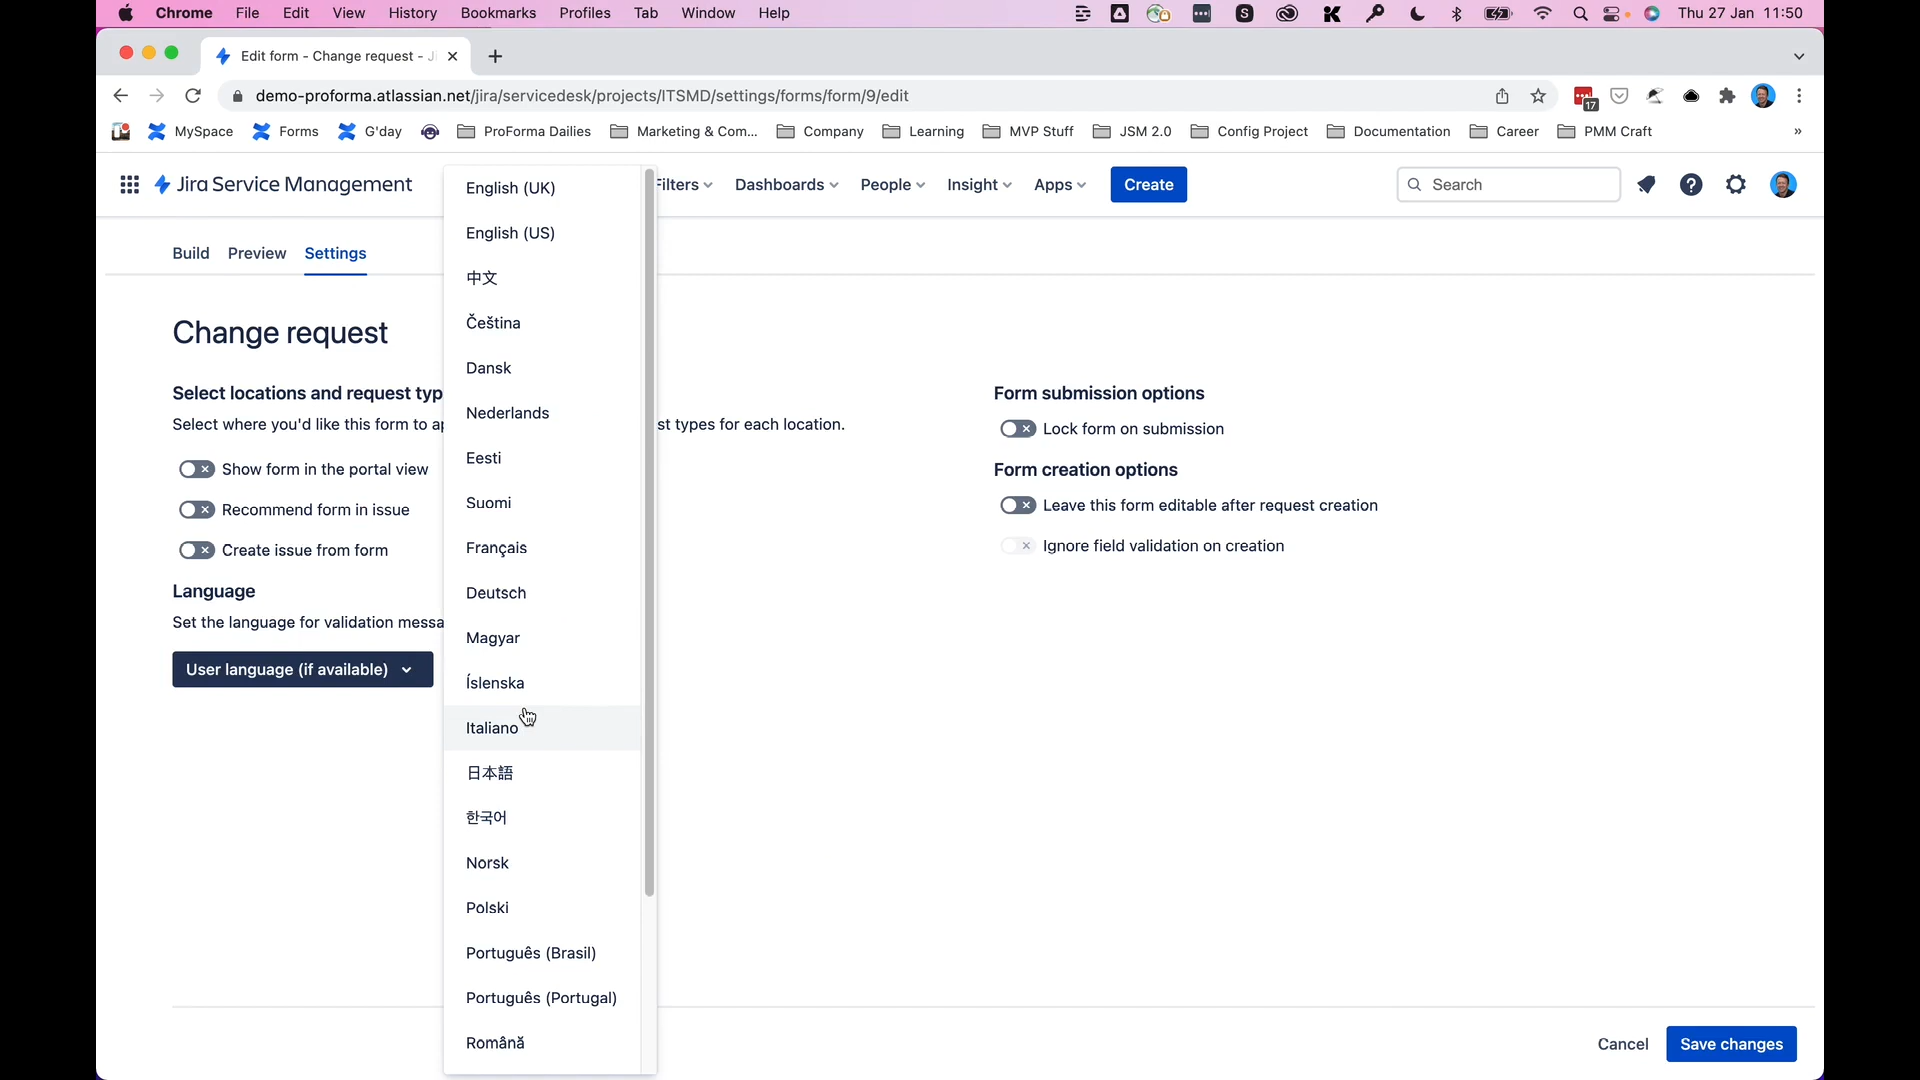 Chrome File Edit View History Bookmarks Profiles Tab Window Help Thu 27 Jan 11:50
Edit form - Change request - Ji
demo-proforma.atlassian.net/jira/servicedesk/projects/ITSMD/settings/forms/form/9/edit 17
MySpace Forms G'day ProForma Dailies Marketing & Com... Company Learning MVP Stuff JSM 2.0 Config Project Documentation Career PMM Craft »
Jira Service Management Filters Dashboards People Insight Apps Create Search
Build Preview Settings
Change request
Select locations and request typ
Select where you'd like this form to ap
st types for each location.
Show form in the portal view
Recommend form in issue
Create issue from form
Language
Set the language for validation messa
User language (if available)
English (UK)
English (US)
中文
Čeština
Dansk
Nederlands
Eesti
Suomi
Français
Deutsch
Magyar
Íslenska
Italiano
日本語
한국어
Norsk
Polski
Português (Brasil)
Português (Portugal)
Română
Form submission options
Lock form on submission
Form creation options
Leave this form editable after request creation
Ignore field validation on creation
Cancel Save changes